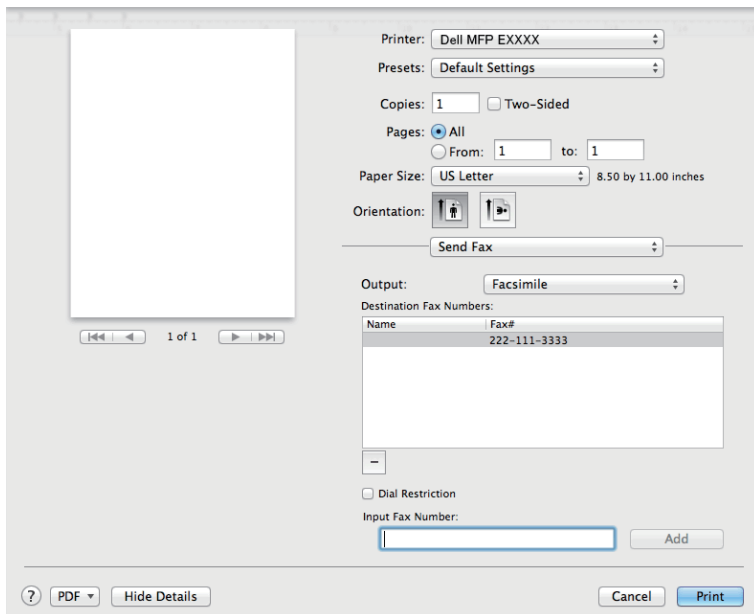 Printer: Dell MFP EXXXX
Presets: Default Settings
Copies: 1 Two-Sided
Pages: All
From: 1 to: 1
Paper Size: US Letter 8.50 by 11.00 inches
Orientation:
Send Fax
Output: Facsimile
Destination Fax Numbers:
Name Fax#
222-111-3333
1 of 1
−
Dial Restriction
Input Fax Number:
Add
? PDF Hide Details Cancel Print